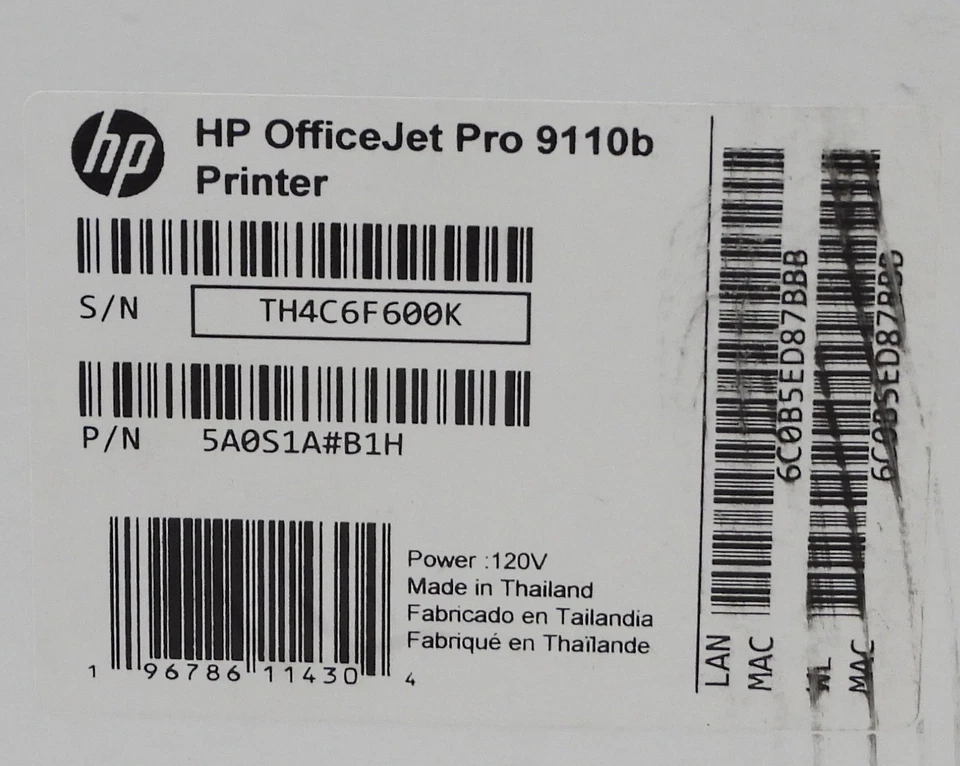 hp
HP OfficeJet Pro 9110b
Printer
S/N
TH4C6F600K
P/N 5A0S1A#B1H
1 96786 11430 4
Power :120V
Made in Thailand
Fabricado en Tailandia
Fabriqué en Thaïlande
LAN
MAC
6C0B5ED87BBB
WL
MAC